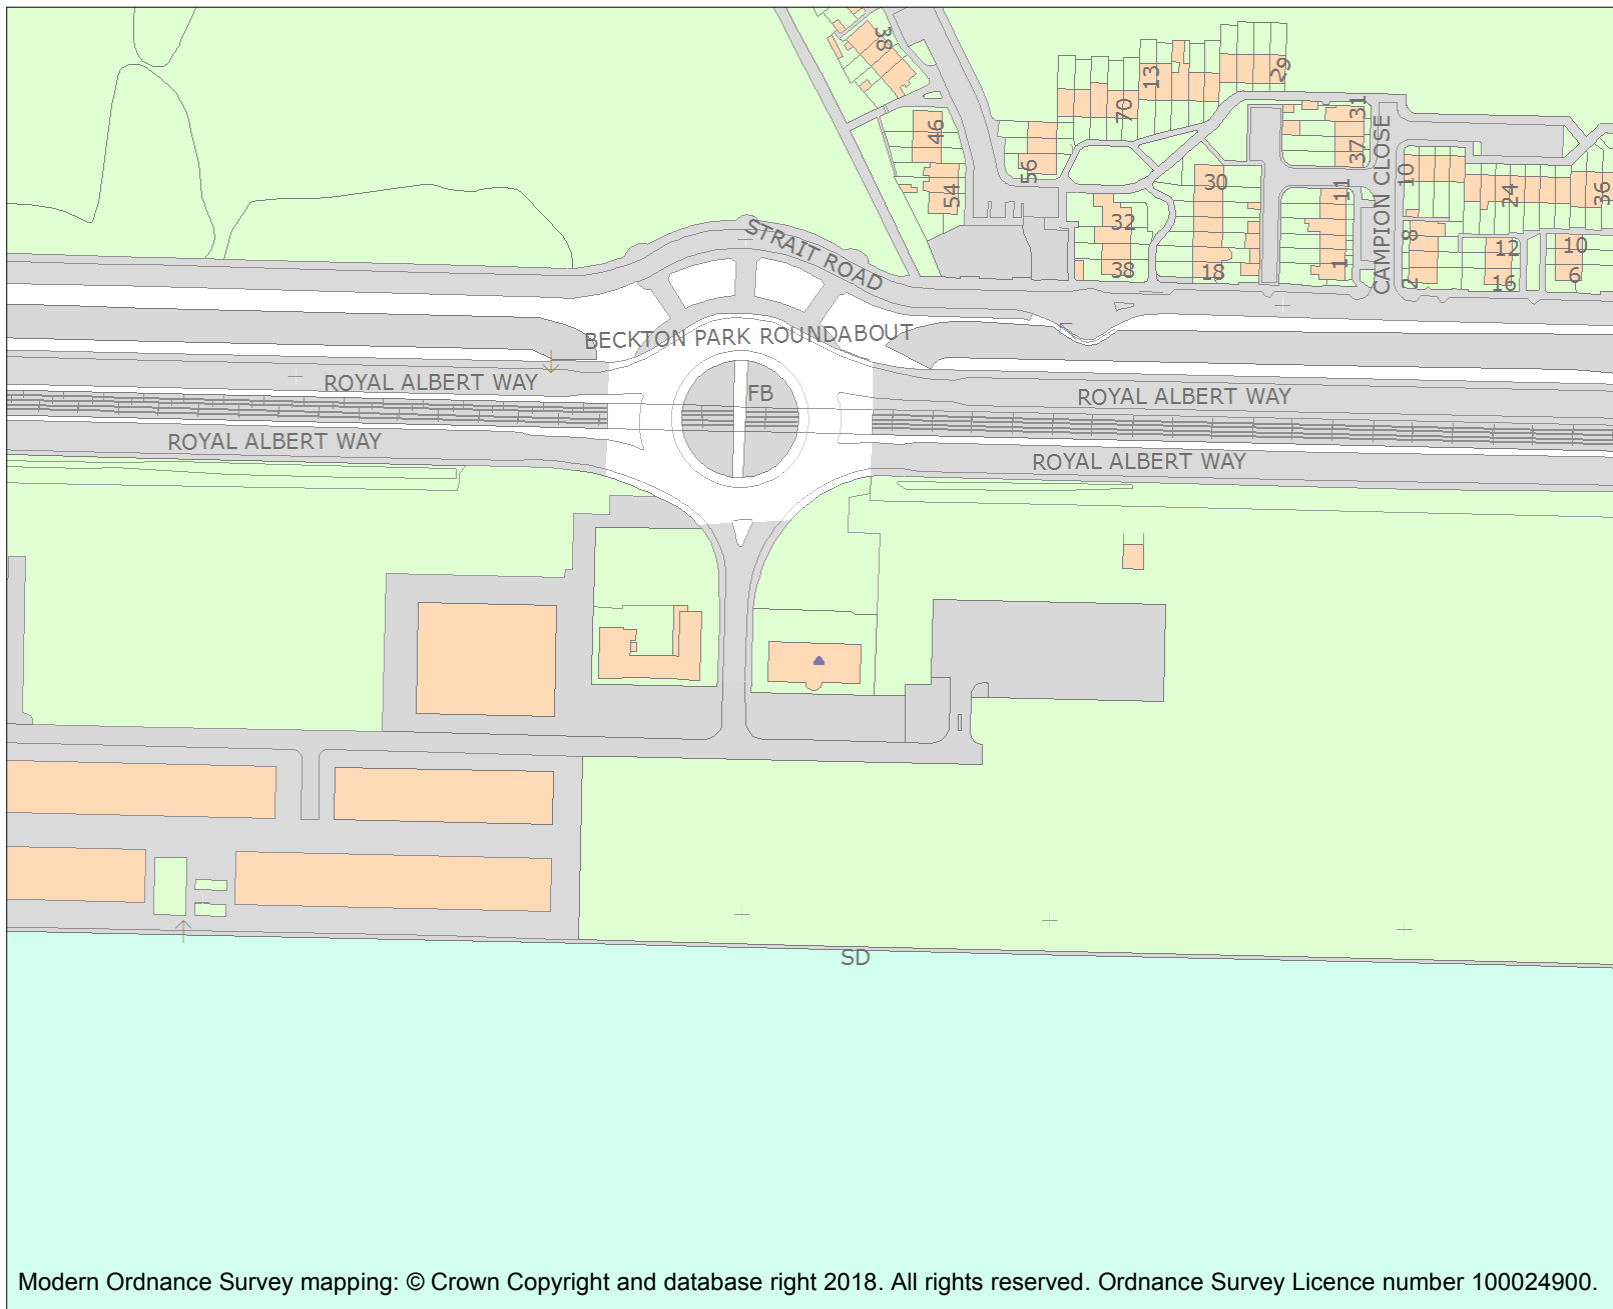 38
13
29
70
46
31
56
37
54
30
11
10
24
36
CAMPION CLOSE
32
38
18
1
8
2
12
16
10
6
STRAIT ROAD
BECKTON PARK ROUNDABOUT
ROYAL ALBERT WAY
FB
ROYAL ALBERT WAY
ROYAL ALBERT WAY
ROYAL ALBERT WAY
SD
Modern Ordnance Survey mapping: © Crown Copyright and database right 2018. All rights reserved. Ordnance Survey Licence number 100024900.